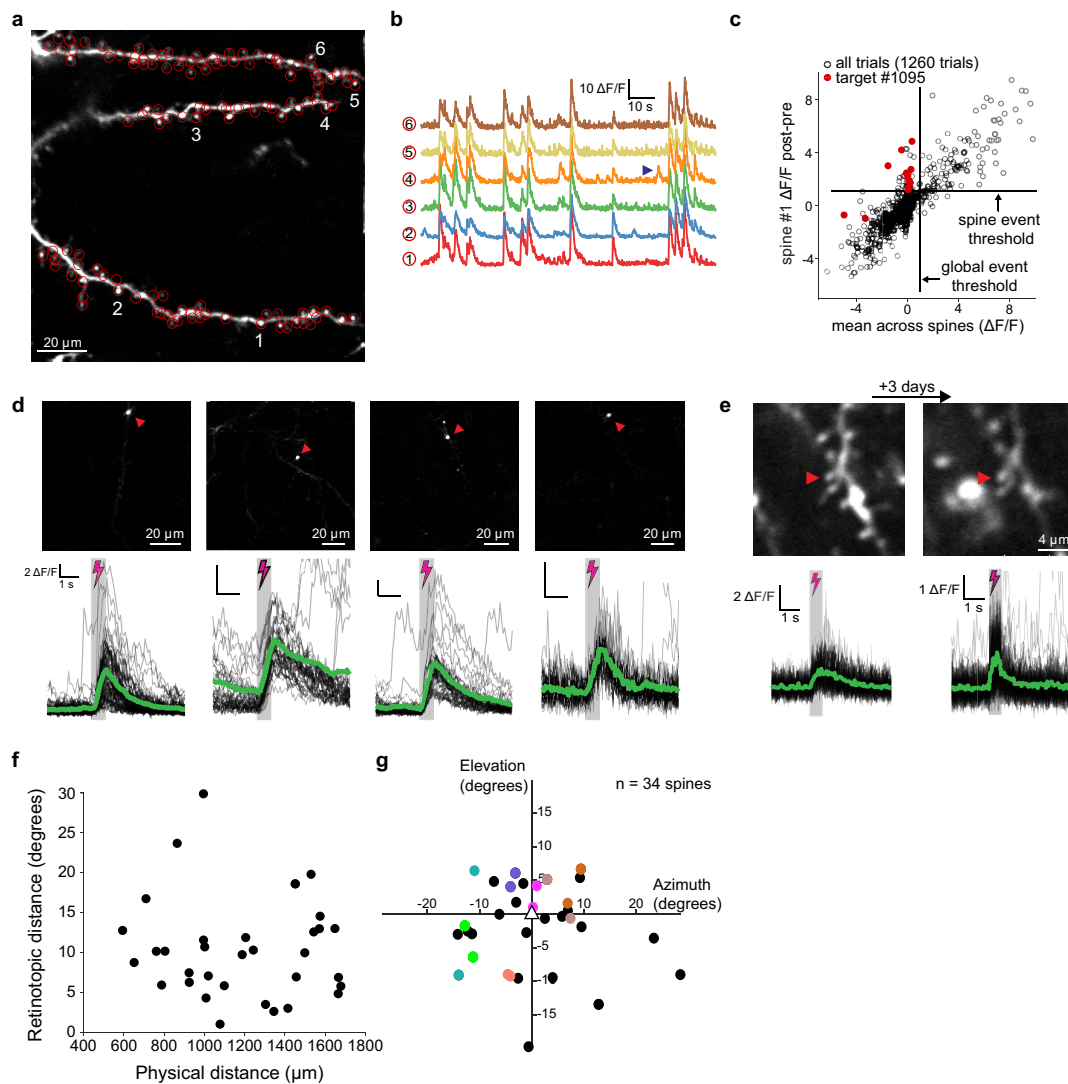 a
6
5
4
3
2
1
20 µm
b
10 ΔF/F
10 s
6
5
4
3
2
1
c
all trials (1260 trials)
target #1095
spine #1 ΔF/F post-pre
8
4
0
-4
spine event
threshold
global event
threshold
-4 0 4 8
mean across spines (ΔF/F)
d
20 µm
20 µm
20 µm
20 µm
2 ΔF/F
1 s
e
+3 days
4 µm
2 ΔF/F
1 s
1 ΔF/F
1 s
f
Retinotopic distance (degrees)
30
25
20
15
10
5
0
400 600 800 1000 1200 1400 1600 1800
Physical distance (µm)
g
Elevation
(degrees)
n = 34 spines
15
10
5
Azimuth
(degrees)
-20 -10 10 20
-5
-10
-15